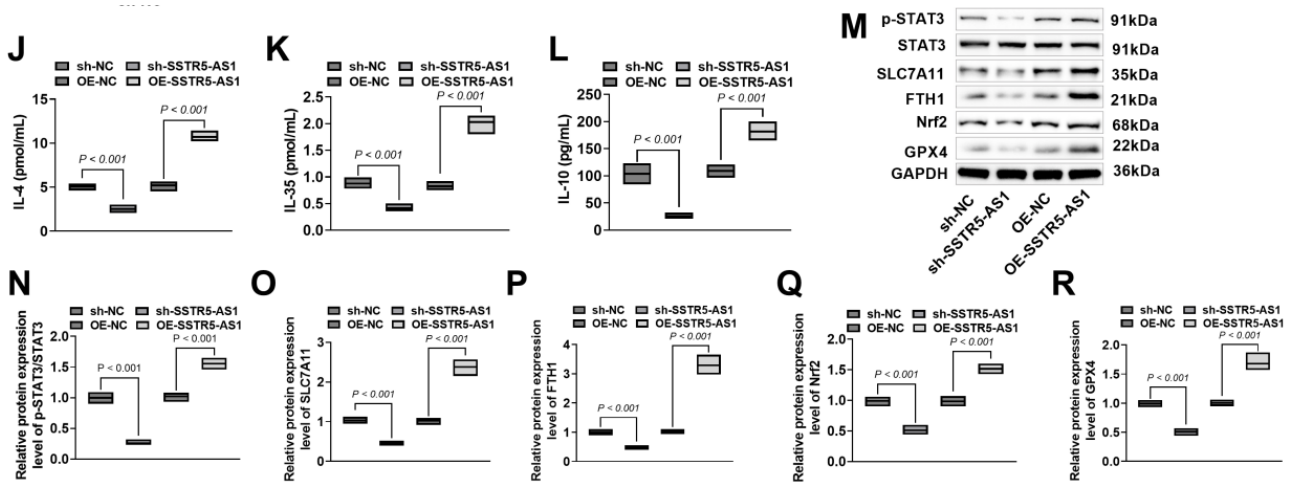 J
sh-NC sh-SSTR5-AS1
OE-NC OE-SSTR5-AS1
IL-4 (pmol/mL)
15
10
5
0
P < 0.001
P < 0.001
K
sh-NC sh-SSTR5-AS1
OE-NC OE-SSTR5-AS1
IL-35 (pmol/mL)
2.5
2.0
1.5
1.0
0.5
0.0
P < 0.001
P < 0.001
L
sh-NC sh-SSTR5-AS1
OE-NC OE-SSTR5-AS1
IL-10 (pg/mL)
250
200
150
100
50
0
P < 0.001
P < 0.001
M
p-STAT3 91kDa
STAT3 91kDa
SLC7A11 35kDa
FTH1 21kDa
Nrf2 68kDa
GPX4 22kDa
GAPDH 36kDa
sh-NC
sh-SSTR5-AS1
OE-NC
OE-SSTR5-AS1
N
sh-NC sh-SSTR5-AS1
OE-NC OE-SSTR5-AS1
Relative protein expression
level of p-STAT3/STAT3
2.0
1.5
1.0
0.5
0.0
P < 0.001
P < 0.001
O
sh-NC sh-SSTR5-AS1
OE-NC OE-SSTR5-AS1
Relative protein expression
level of SLC7A11
3
2
1
0
P < 0.001
P < 0.001
P
sh-NC sh-SSTR5-AS1
OE-NC OE-SSTR5-AS1
Relative protein expression
level of FTH1
4
3
2
1
0
P < 0.001
P < 0.001
Q
sh-NC sh-SSTR5-AS1
OE-NC OE-SSTR5-AS1
Relative protein expression
level of Nrf2
2.0
1.5
1.0
0.5
0.0
P < 0.001
P < 0.001
R
sh-NC sh-SSTR5-AS1
OE-NC OE-SSTR5-AS1
Relative protein expression
level of GPX4
2.0
1.5
1.0
0.5
0.0
P < 0.001
P < 0.001